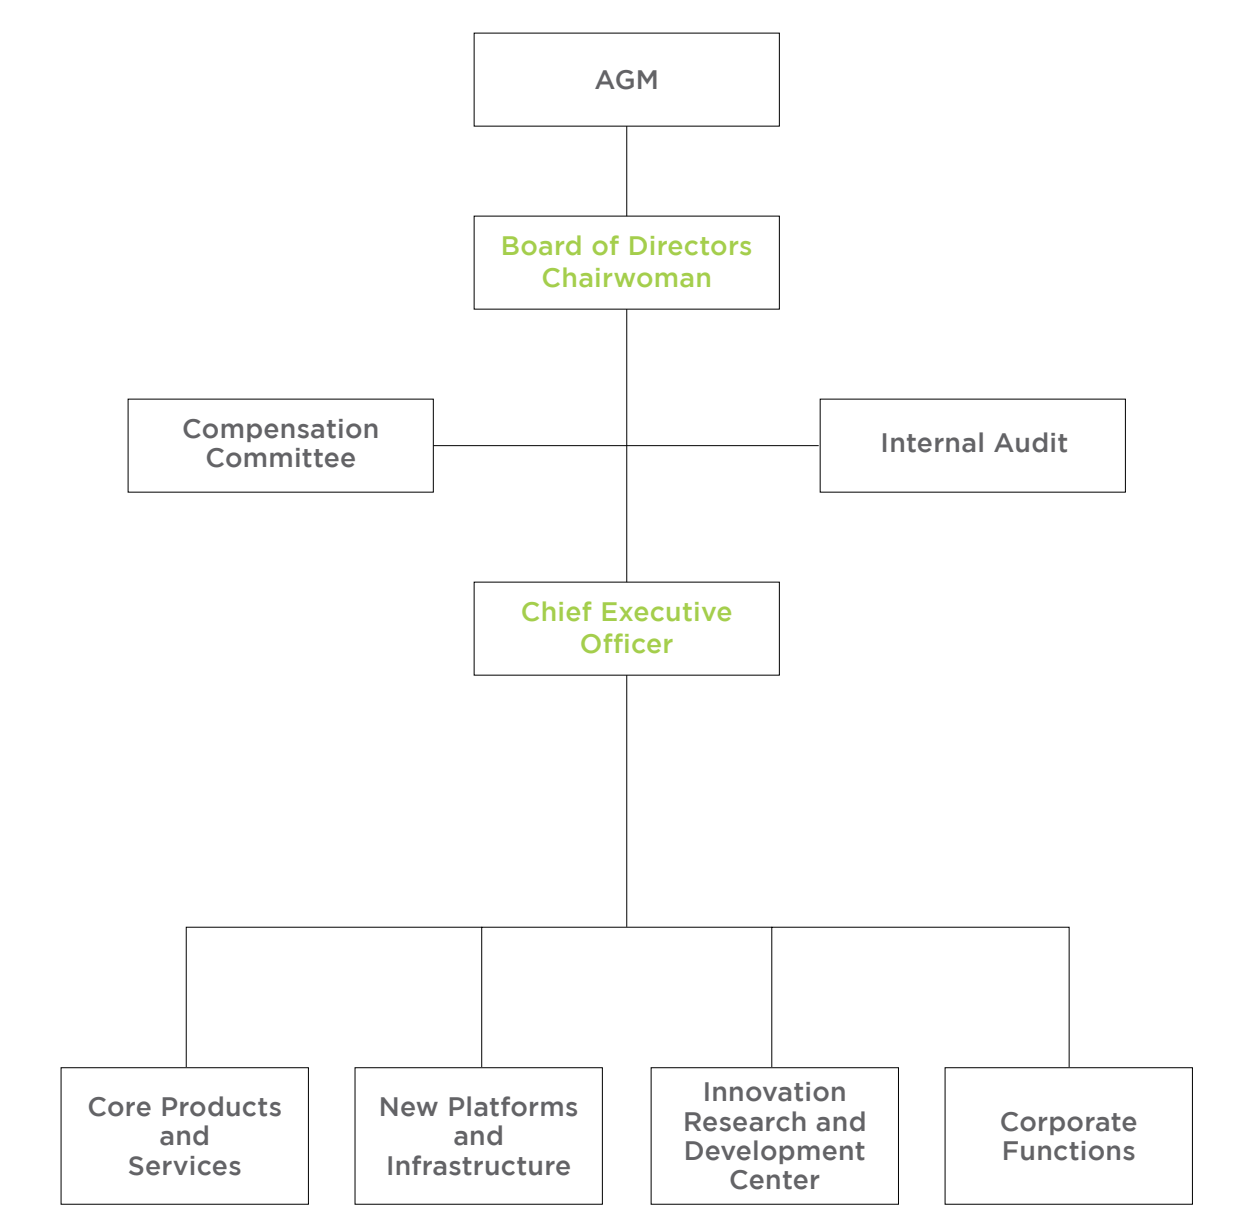 AGM
Board of Directors
Chairwoman
Compensation
Committee
Internal Audit
Chief Executive
Officer
Core Products
and
Services
New Platforms
and
Infrastructure
Innovation
Research and
Development
Center
Corporate
Functions